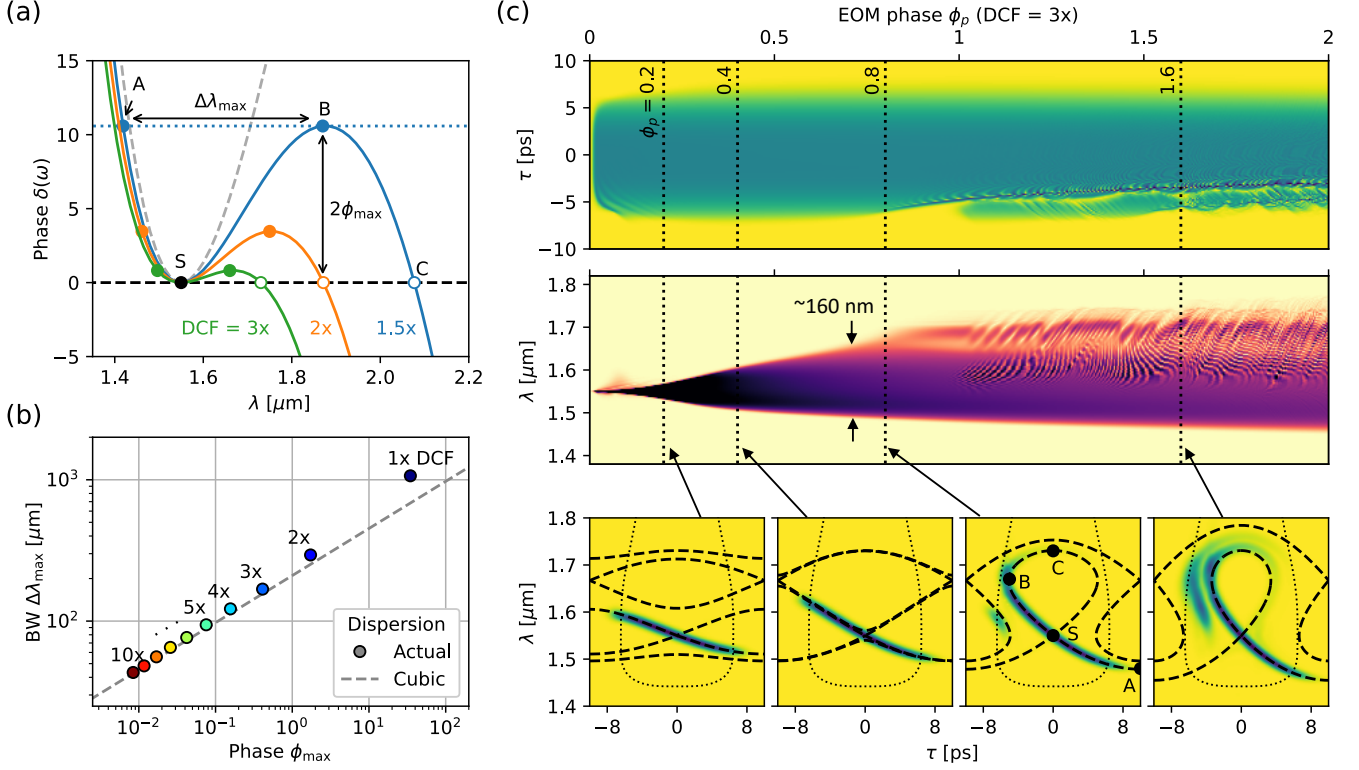 (a)
15
10
5
0
−5
Phase δ(ω)
A
Δλmax
B
2ϕmax
S
C
DCF = 3x
2x
1.5x
1.4
1.6
1.8
2.0
2.2
λ [μm]
(b)
10³
10²
BW Δλmax [μm]
1x DCF
2x
3x
4x
5x
10x
Dispersion
Actual
Cubic
10⁻²
10⁻¹
10⁰
10¹
10²
Phase ϕmax
(c)
EOM phase ϕp (DCF = 3x)
0
0.5
1
1.5
2
10
5
0
−5
−10
τ [ps]
ϕp = 0.2
0.4
0.8
1.6
1.7
1.6
1.5
1.4
λ [μm]
~160 nm
1.8
1.7
1.6
1.5
1.4
λ [μm]
C
B
S
A
−8
0
8
−8
0
8
−8
0
8
−8
0
8
τ [ps]